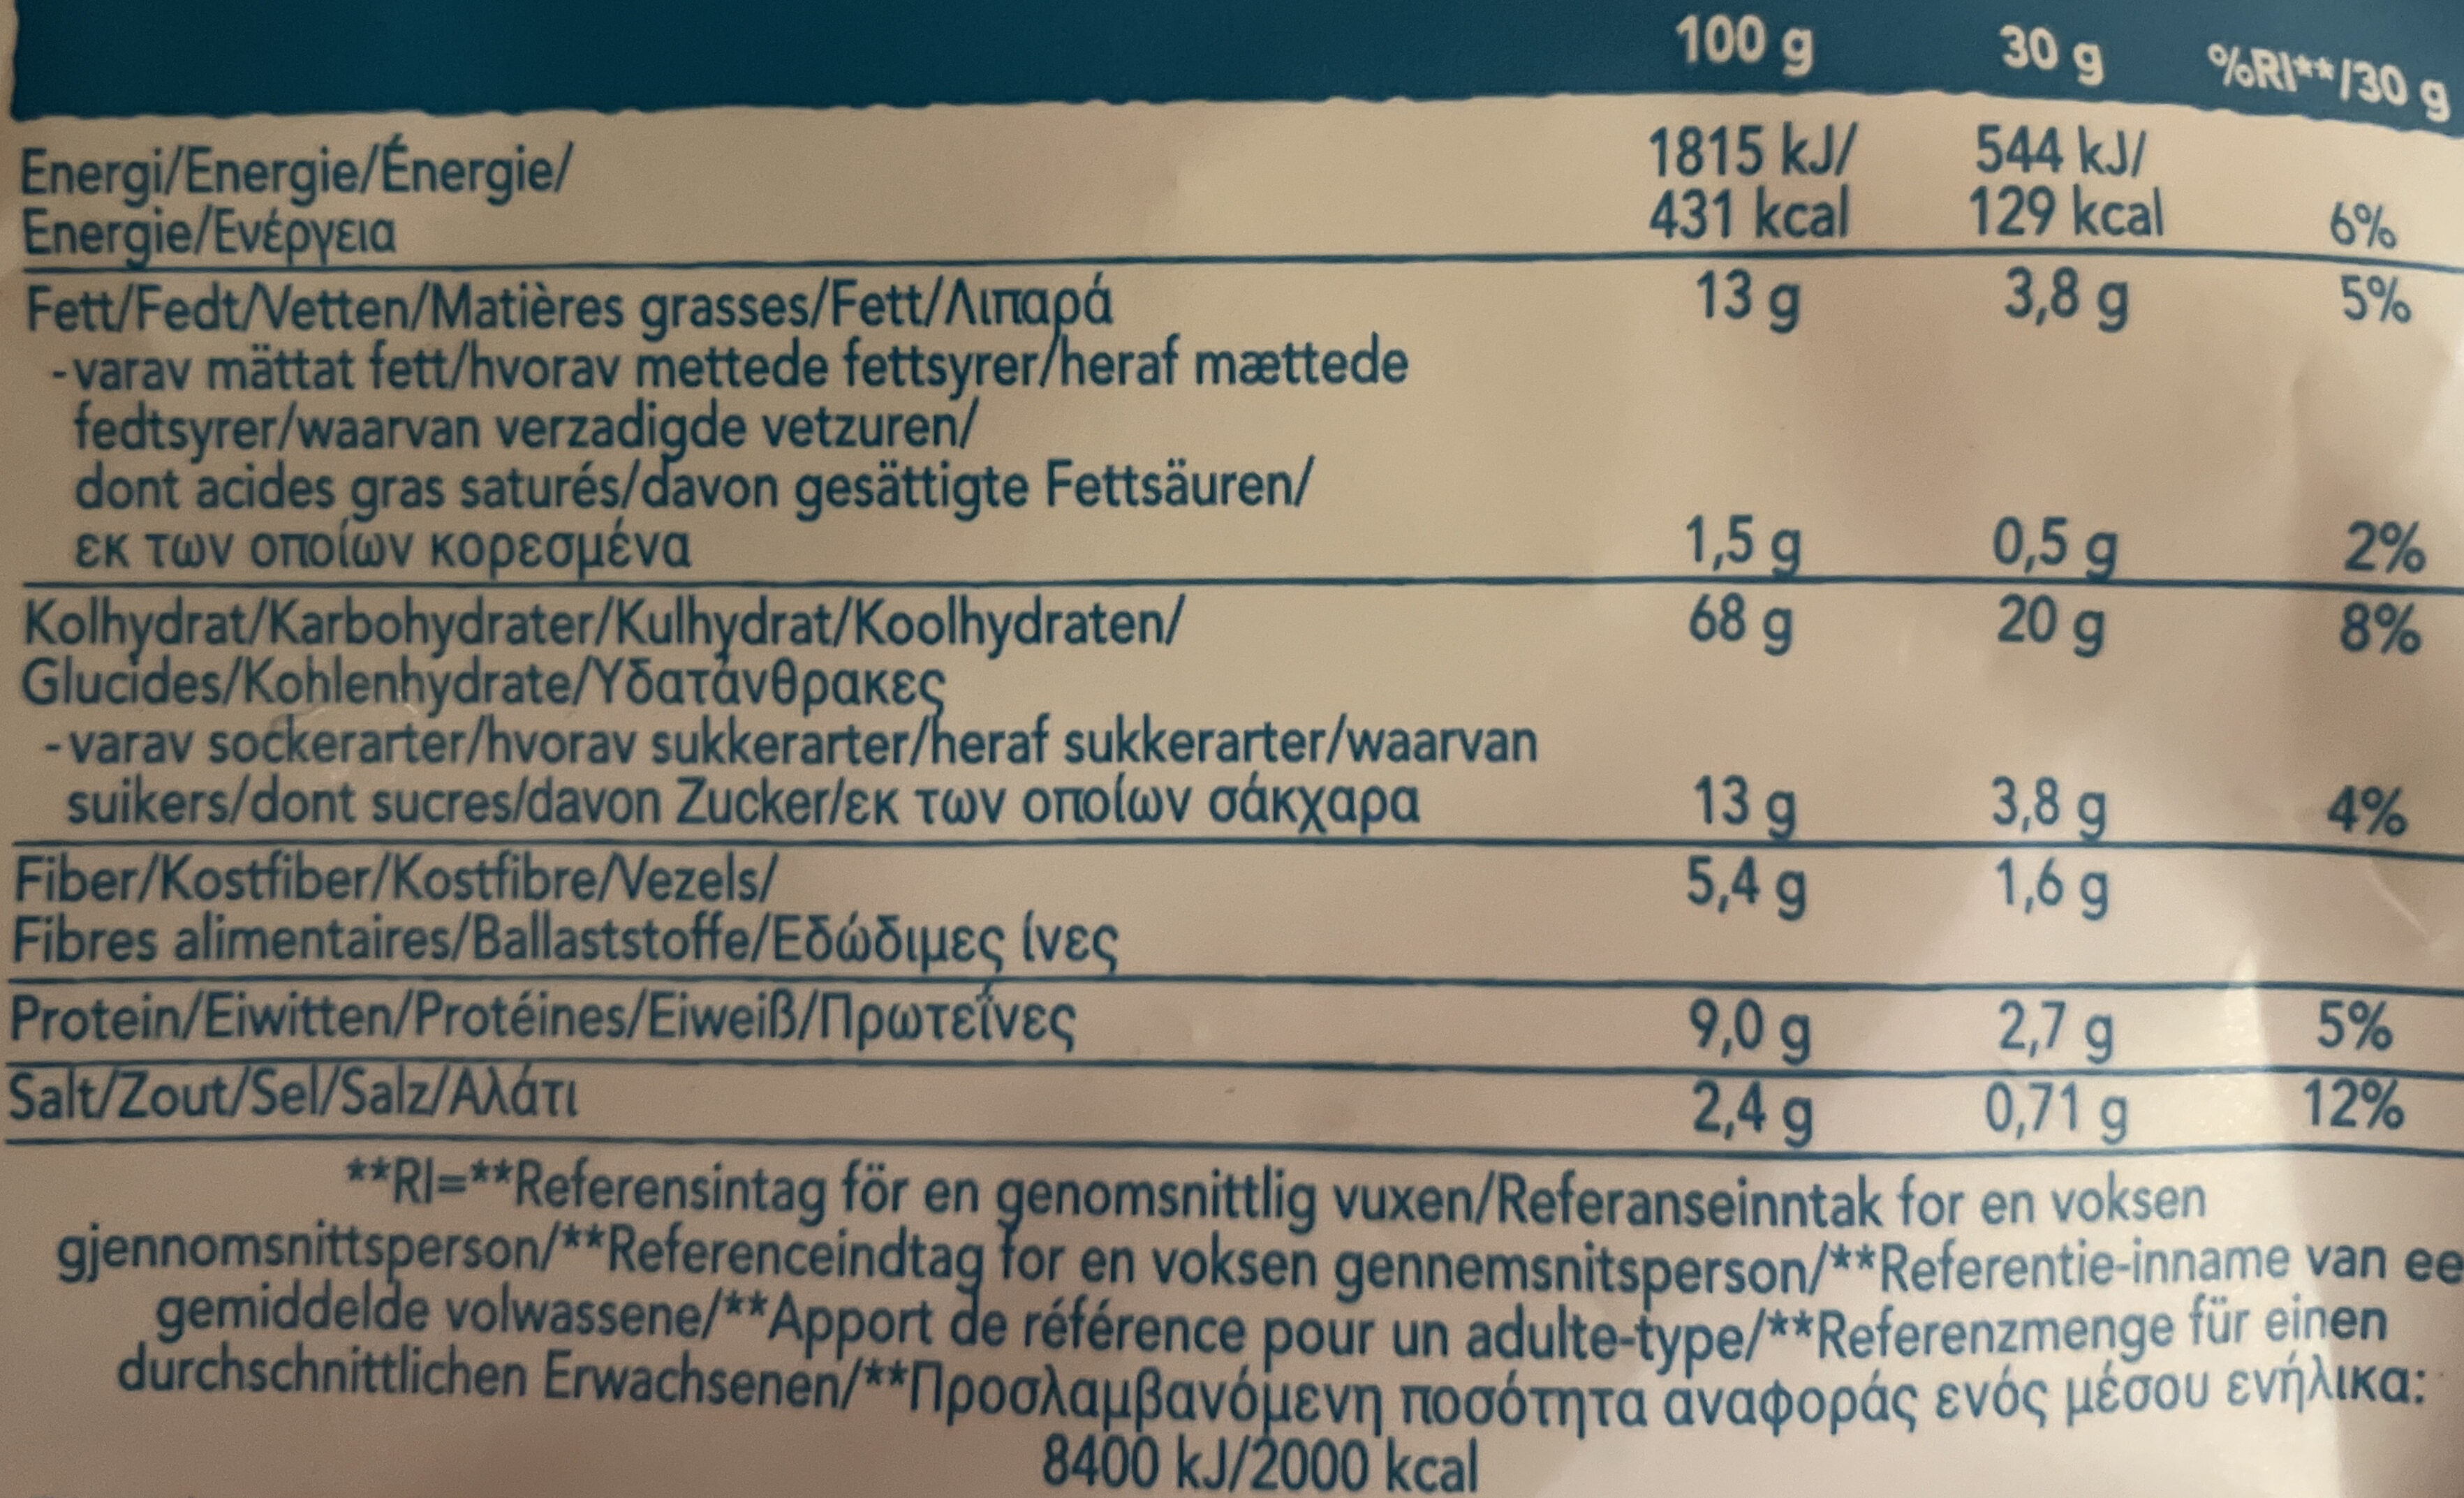 100 g 30 g %RI**/30 g
Energi/Energie/Énergie/ 1815 kJ/ 544 kJ/
Energie/Ενέργεια 431 kcal 129 kcal 6%
Fett/Fedt/Vetten/Matières grasses/Fett/Λιπαρά 13 g 3,8 g 5%
-varav mättat fett/hvorav mettede fettsyrer/heraf mættede
fedtsyrer/waarvan verzadigde vetzuren/
dont acides gras saturés/davon gesättigte Fettsäuren/
εκ των οποίων κορεσμένα 1,5 g 0,5 g 2%
Kolhydrat/Karbohydrater/Kulhydrat/Koolhydraten/ 68 g 20 g 8%
Glucides/Kohlenhydrate/Υδατάνθρακες
-varav sockerarter/hvorav sukkerarter/heraf sukkerarter/waarvan
suikers/dont sucres/davon Zucker/εκ των οποίων σάκχαρα 13 g 3,8 g 4%
Fiber/Kostfiber/Kostfibre/Vezels/ 5,4 g 1,6 g
Fibres alimentaires/Ballaststoffe/Εδώδιμες ίνες
Protein/Eiwitten/Protéines/Eiweiß/Πρωτεΐνες 9,0 g 2,7 g 5%
Salt/Zout/Sel/Salz/Αλάτι 2,4 g 0,71 g 12%
**RI=**Referensintag för en genomsnittlig vuxen/Referanseinntak for en voksen
gjennomsnittsperson/**Referenceindtag for en voksen gennemsnitsperson/**Referentie-inname van ee
gemiddelde volwassene/**Apport de référence pour un adulte-type/**Referenzmenge für einen
durchschnittlichen Erwachsenen/**Προσλαμβανόμενη ποσότητα αναφοράς ενός μέσου ενήλικα:
8400 kJ/2000 kcal